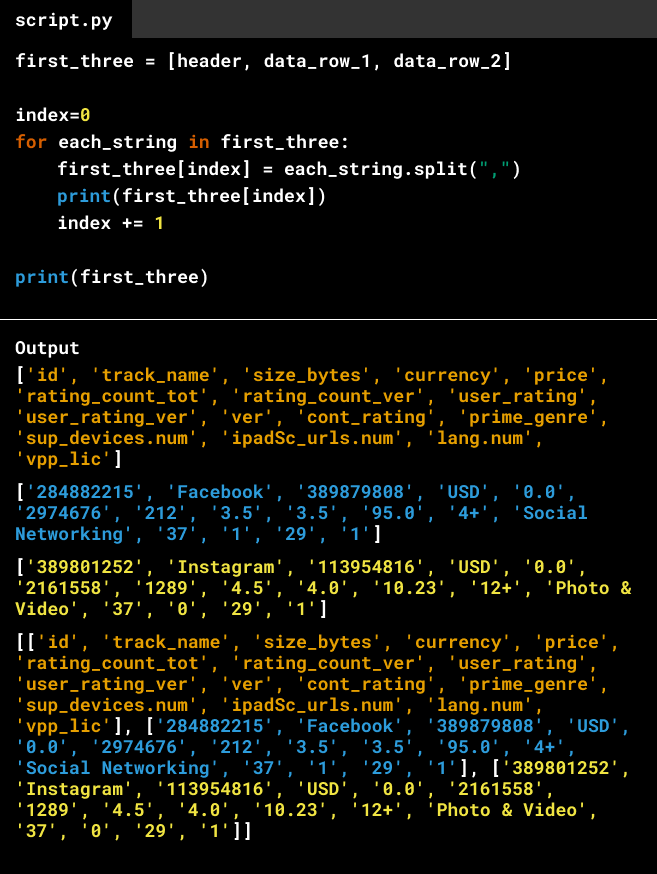 script.py
first_three = [header, data_row_1, data_row_2]
index=0
for each_string in first_three:
    first_three[index] = each_string.split(",")
    print(first_three[index])
    index += 1
print(first_three)
Output
['id', 'track_name', 'size_bytes', 'currency', 'price',
'rating_count_tot', 'rating_count_ver', 'user_rating',
'user_rating_ver', 'ver', 'cont_rating', 'prime_genre',
'sup_devices.num', 'ipadSc_urls.num', 'lang.num',
'vpp_lic']
['284882215', 'Facebook', '389879808', 'USD', '0.0',
'2974676', '212', '3.5', '3.5', '95.0', '4+', 'Social
Networking', '37', '1', '29', '1']
['389801252', 'Instagram', '113954816', 'USD', '0.0',
'2161558', '1289', '4.5', '4.0', '10.23', '12+', 'Photo &
Video', '37', '0', '29', '1']
[['id', 'track_name', 'size_bytes', 'currency', 'price',
'rating_count_tot', 'rating_count_ver', 'user_rating',
'user_rating_ver', 'ver', 'cont_rating', 'prime_genre',
'sup_devices.num', 'ipadSc_urls.num', 'lang.num',
'vpp_lic'], ['284882215', 'Facebook', '389879808', 'USD',
'0.0', '2974676', '212', '3.5', '3.5', '95.0', '4+',
'Social Networking', '37', '1', '29', '1'], ['389801252',
'Instagram', '113954816', 'USD', '0.0', '2161558',
'1289', '4.5', '4.0', '10.23', '12+', 'Photo & Video',
'37', '0', '29', '1']]